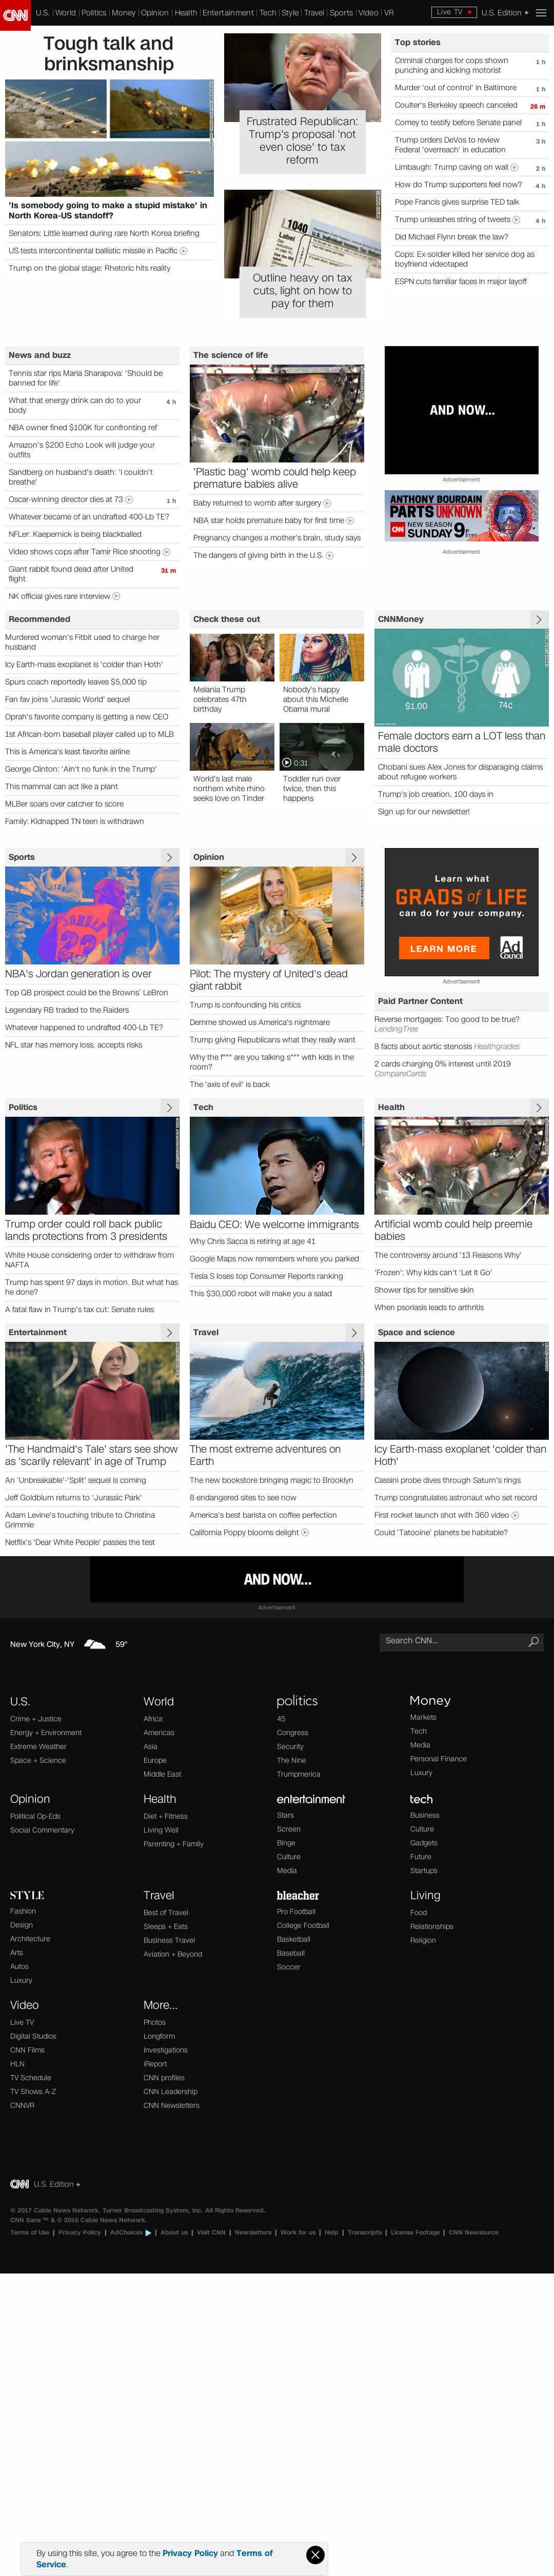 CNN
U.S. | World | Politics | Money | Opinion | Health | Entertainment | Tech | Style | Travel | Sports | Video | VR
Live TV
U.S. Edition +
Tough talk and
brinkmanship
'Is somebody going to make a stupid mistake' in
North Korea-US standoff?
Senators: Little learned during rare North Korea briefing
US tests intercontinental ballistic missile in Pacific
Trump on the global stage: Rhetoric hits reality
Frustrated Republican:
Trump's proposal 'not
even close' to tax
reform
1040
Label
Outline heavy on tax
cuts, light on how to
pay for them
Top stories
Criminal charges for cops shown
punching and kicking motorist
1 h
Murder 'out of control' in Baltimore
1 h
Coulter's Berkeley speech canceled
26 m
Comey to testify before Senate panel
1 h
Trump orders DeVos to review
Federal 'overreach' in education
3 h
Limbaugh: Trump caving on wall
2 h
How do Trump supporters feel now?
4 h
Pope Francis gives surprise TED talk
Trump unleashes string of tweets
4 h
Did Michael Flynn break the law?
Cops: Ex-soldier killed her service dog as
boyfriend videotaped
ESPN cuts familiar faces in major layoff
News and buzz
Tennis star rips Maria Sharapova: 'Should be
banned for life'
What that energy drink can do to your
body
4 h
NBA owner fined $100K for confronting ref
Amazon's $200 Echo Look will judge your
outfits
Sandberg on husband's death: 'I couldn't
breathe'
Oscar-winning director dies at 73
1 h
Whatever became of an undrafted 400-Lb TE?
NFLer: Kaepernick is being blackballed
Video shows cops after Tamir Rice shooting
Giant rabbit found dead after United
flight
31 m
NK official gives rare interview
The science of life
'Plastic bag' womb could help keep
premature babies alive
Baby returned to womb after surgery
NBA star holds premature baby for first time
Pregnancy changes a mother's brain, study says
The dangers of giving birth in the U.S.
AND NOW...
Advertisement
ANTHONY BOURDAIN
PARTS UNKNOWN
CNN
NEW SEASON
SUNDAY 9P
Advertisement
Recommended
Murdered woman's Fitbit used to charge her
husband
Icy Earth-mass exoplanet is 'colder than Hoth'
Spurs coach reportedly leaves $5,000 tip
Fan fav joins 'Jurassic World' sequel
Oprah's favorite company is getting a new CEO
1st African-born baseball player called up to MLB
This is America's least favorite airline
George Clinton: 'Ain't no funk in the Trump'
This mammal can act like a plant
MLBer soars over catcher to score
Family: Kidnapped TN teen is withdrawn
Check these out
Melania Trump
celebrates 47th
birthday
Nobody's happy
about this Michelle
Obama mural
0:31
World's last male
northern white rhino
seeks love on Tinder
Toddler run over
twice, then this
happens
CNNMoney
$1.00
74¢
Female doctors earn a LOT less than
male doctors
Chobani sues Alex Jones for disparaging claims
about refugee workers
Trump's job creation, 100 days in
Sign up for our newsletter!
Sports
NBA's Jordan generation is over
Top QB prospect could be the Browns' LeBron
Legendary RB traded to the Raiders
Whatever happened to undrafted 400-Lb TE?
NFL star has memory loss, accepts risks
Opinion
Pilot: The mystery of United's dead
giant rabbit
Trump is confounding his critics
Demme showed us America's nightmare
Trump giving Republicans what they really want
Why the f*** are you talking s*** with kids in the
room?
The 'axis of evil' is back
Learn what
GRADS of LIFE
can do for your company.
LEARN MORE
Ad
Council
Advertisement
Paid Partner Content
Reverse mortgages: Too good to be true?
LendingTree
8 facts about aortic stenosis Healthgrades
2 cards charging 0% interest until 2019
CompareCards
Politics
Trump order could roll back public
lands protections from 3 presidents
White House considering order to withdraw from
NAFTA
Trump has spent 97 days in motion. But what has
he done?
A fatal flaw in Trump's tax cut: Senate rules
Tech
Baidu CEO: We welcome immigrants
Why Chris Sacca is retiring at age 41
Google Maps now remembers where you parked
Tesla S loses top Consumer Reports ranking
This $30,000 robot will make you a salad
Health
Artificial womb could help preemie
babies
The controversy around '13 Reasons Why'
'Frozen': Why kids can't 'Let It Go'
Shower tips for sensitive skin
When psoriasis leads to arthritis
Entertainment
'The Handmaid's Tale' stars see show
as 'scarily relevant' in age of Trump
An 'Unbreakable'-'Split' sequel is coming
Jeff Goldblum returns to 'Jurassic Park'
Adam Levine's touching tribute to Christina
Grimmie
Netflix's 'Dear White People' passes the test
Travel
The most extreme adventures on
Earth
The new bookstore bringing magic to Brooklyn
8 endangered sites to see now
America's best barista on coffee perfection
California Poppy blooms delight
Space and science
Icy Earth-mass exoplanet 'colder than
Hoth'
Cassini probe dives through Saturn's rings
Trump congratulates astronaut who set record
First rocket launch shot with 360 video
Could 'Tatooine' planets be habitable?
AND NOW...
Advertisement
New York City, NY
59°
Search CNN...
U.S.
Crime + Justice
Energy + Environment
Extreme Weather
Space + Science
World
Africa
Americas
Asia
Europe
Middle East
politics
45
Congress
Security
The Nine
Trumpmerica
Money
Markets
Tech
Media
Personal Finance
Luxury
Opinion
Political Op-Eds
Social Commentary
Health
Diet + Fitness
Living Well
Parenting + Family
entertainment
Stars
Screen
Binge
Culture
Media
tech
Business
Culture
Gadgets
Future
Startups
STYLE
Fashion
Design
Architecture
Arts
Autos
Luxury
Travel
Best of Travel
Sleeps + Eats
Business Travel
Aviation + Beyond
bleacher
Pro Football
College Football
Basketball
Baseball
Soccer
Living
Food
Relationships
Religion
Video
Live TV
Digital Studios
CNN Films
HLN
TV Schedule
TV Shows A-Z
CNNVR
More...
Photos
Longform
Investigations
iReport
CNN profiles
CNN Leadership
CNN Newsletters
CNN U.S. Edition +
© 2017 Cable News Network. Turner Broadcasting System, Inc. All Rights Reserved.
CNN Sans ™ & © 2016 Cable News Network.
Terms of Use | Privacy Policy | AdChoices | About us | Visit CNN | Newsletters | Work for us | Help | Transcripts | License Footage | CNN Newsource
By using this site, you agree to the Privacy Policy and Terms of
Service.